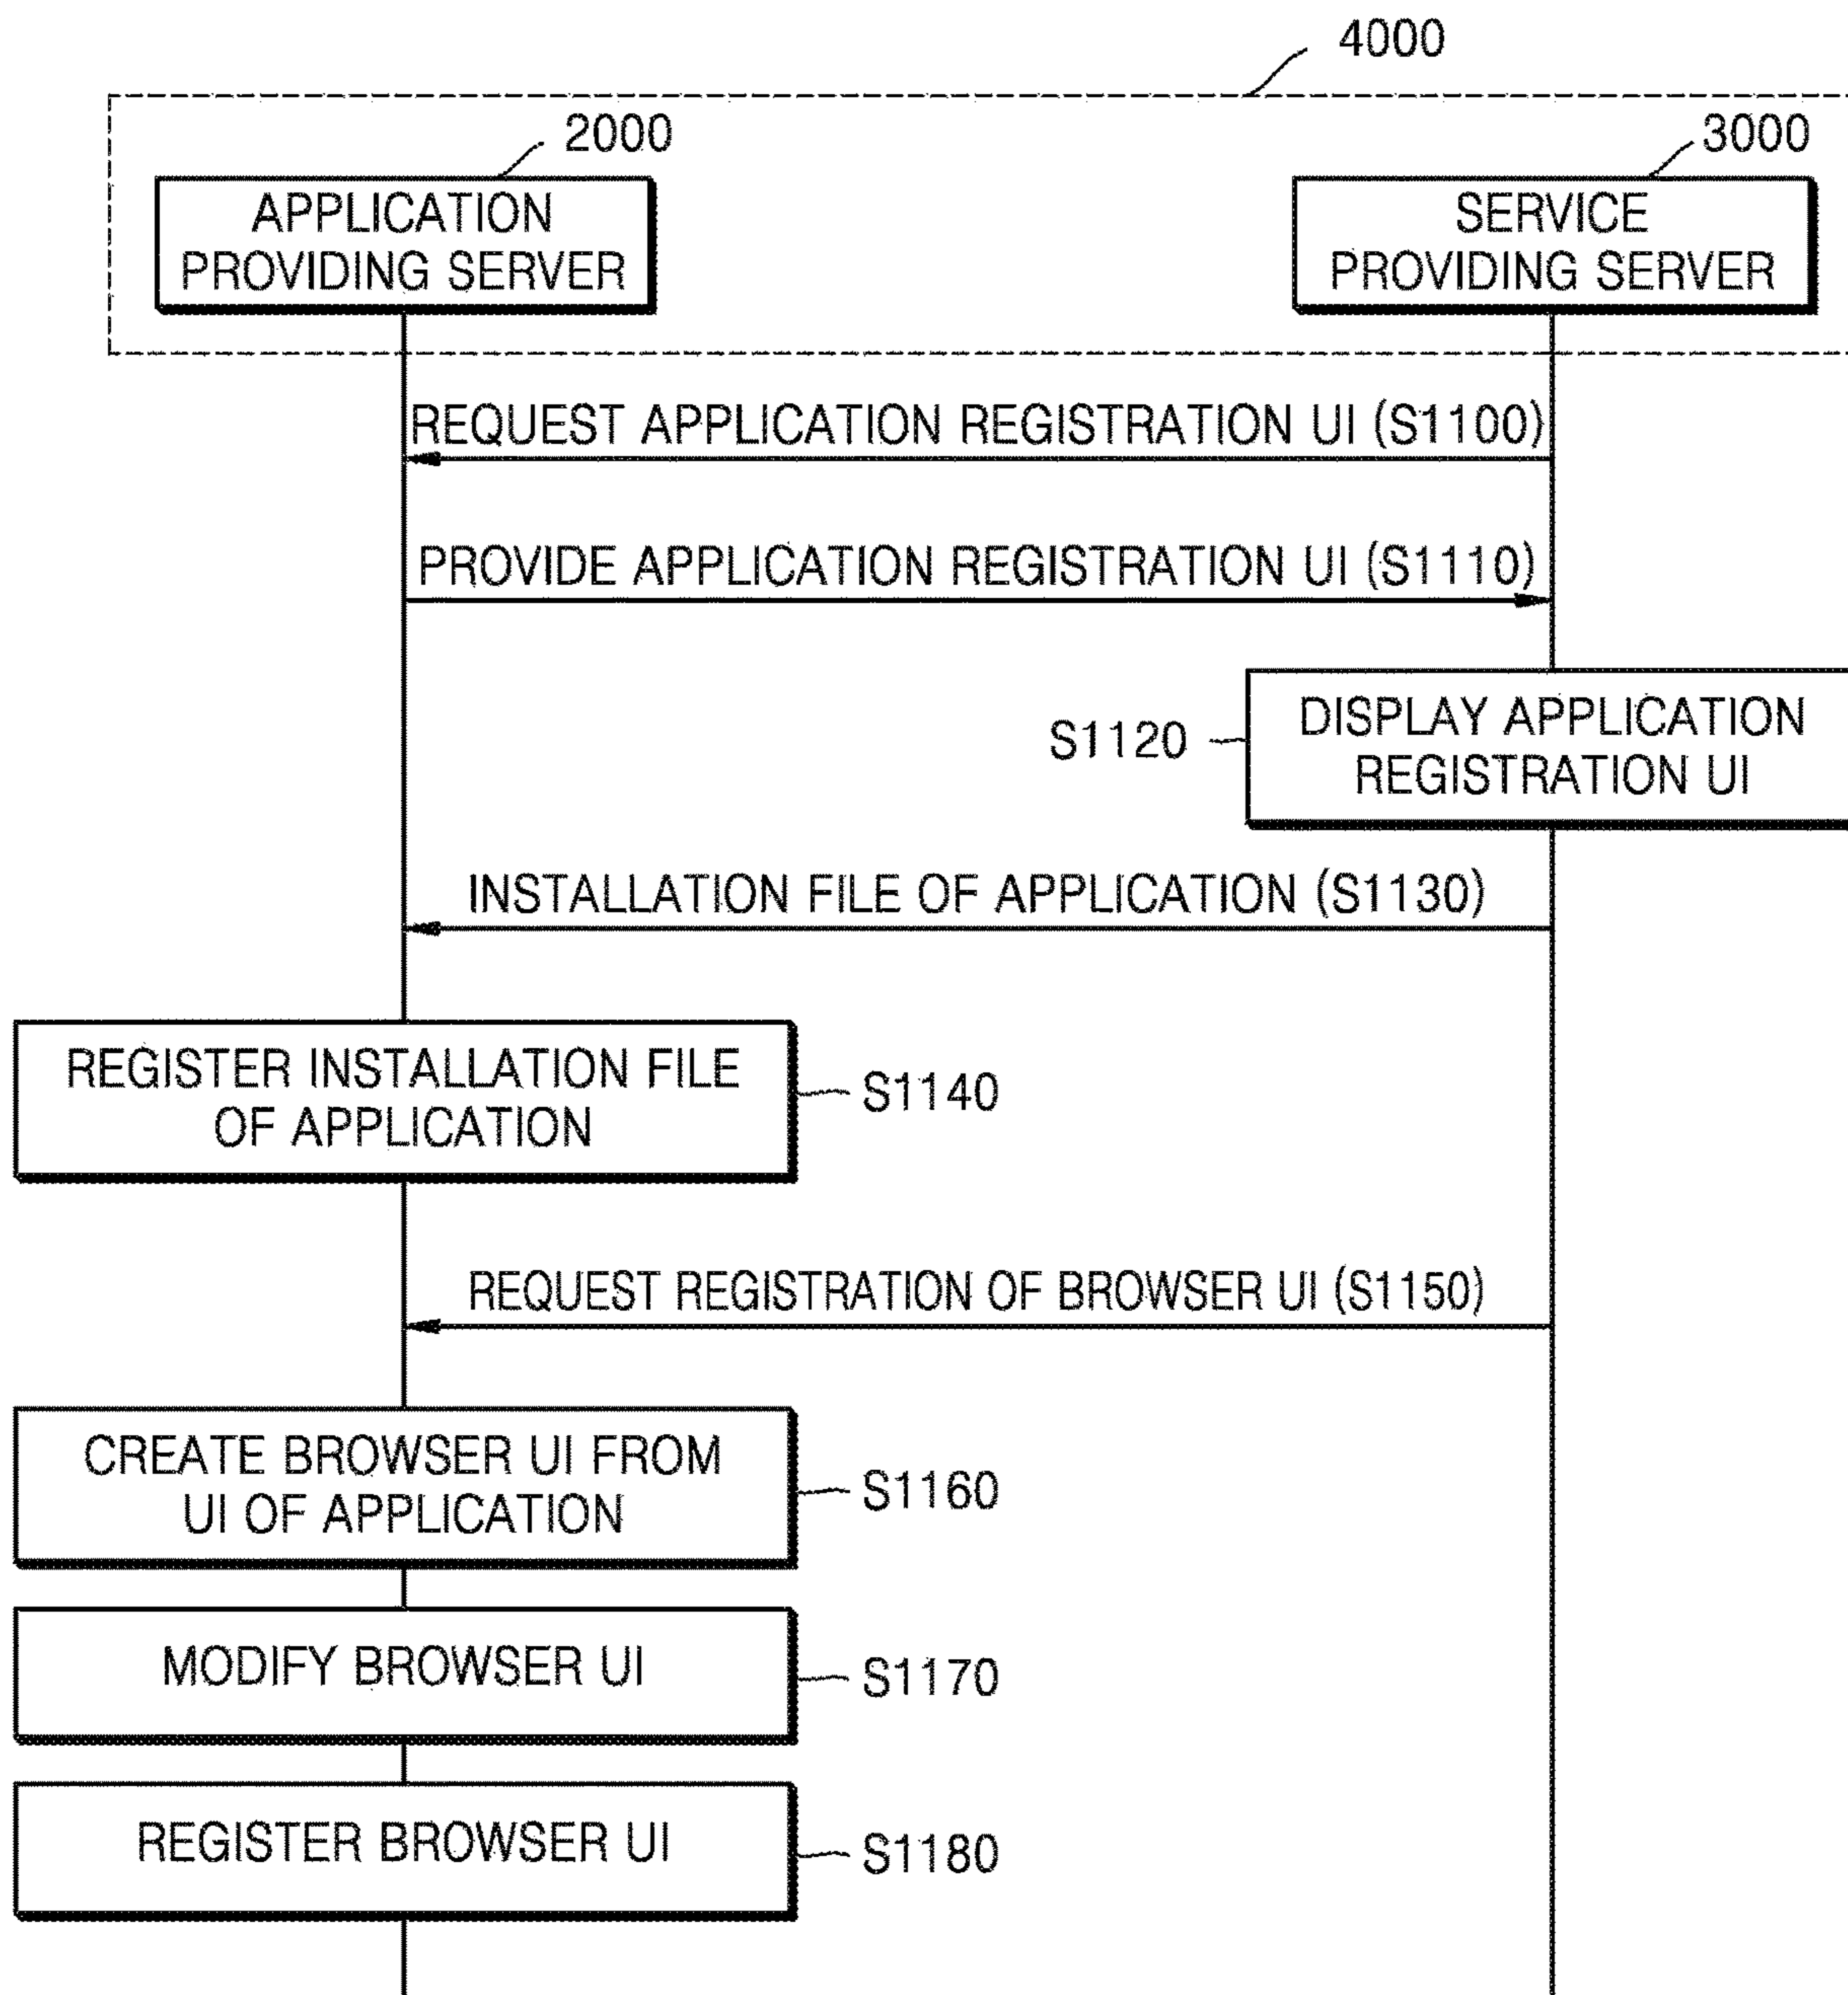 4000
2000
3000
APPLICATION
PROVIDING SERVER
SERVICE
PROVIDING SERVER
REQUEST APPLICATION REGISTRATION UI (S1100)
PROVIDE APPLICATION REGISTRATION UI (S1110)
S1120
DISPLAY APPLICATION
REGISTRATION UI
INSTALLATION FILE OF APPLICATION (S1130)
REGISTER INSTALLATION FILE
OF APPLICATION
S1140
REQUEST REGISTRATION OF BROWSER UI (S1150)
CREATE BROWSER UI FROM
UI OF APPLICATION
S1160
MODIFY BROWSER UI
S1170
REGISTER BROWSER UI
S1180